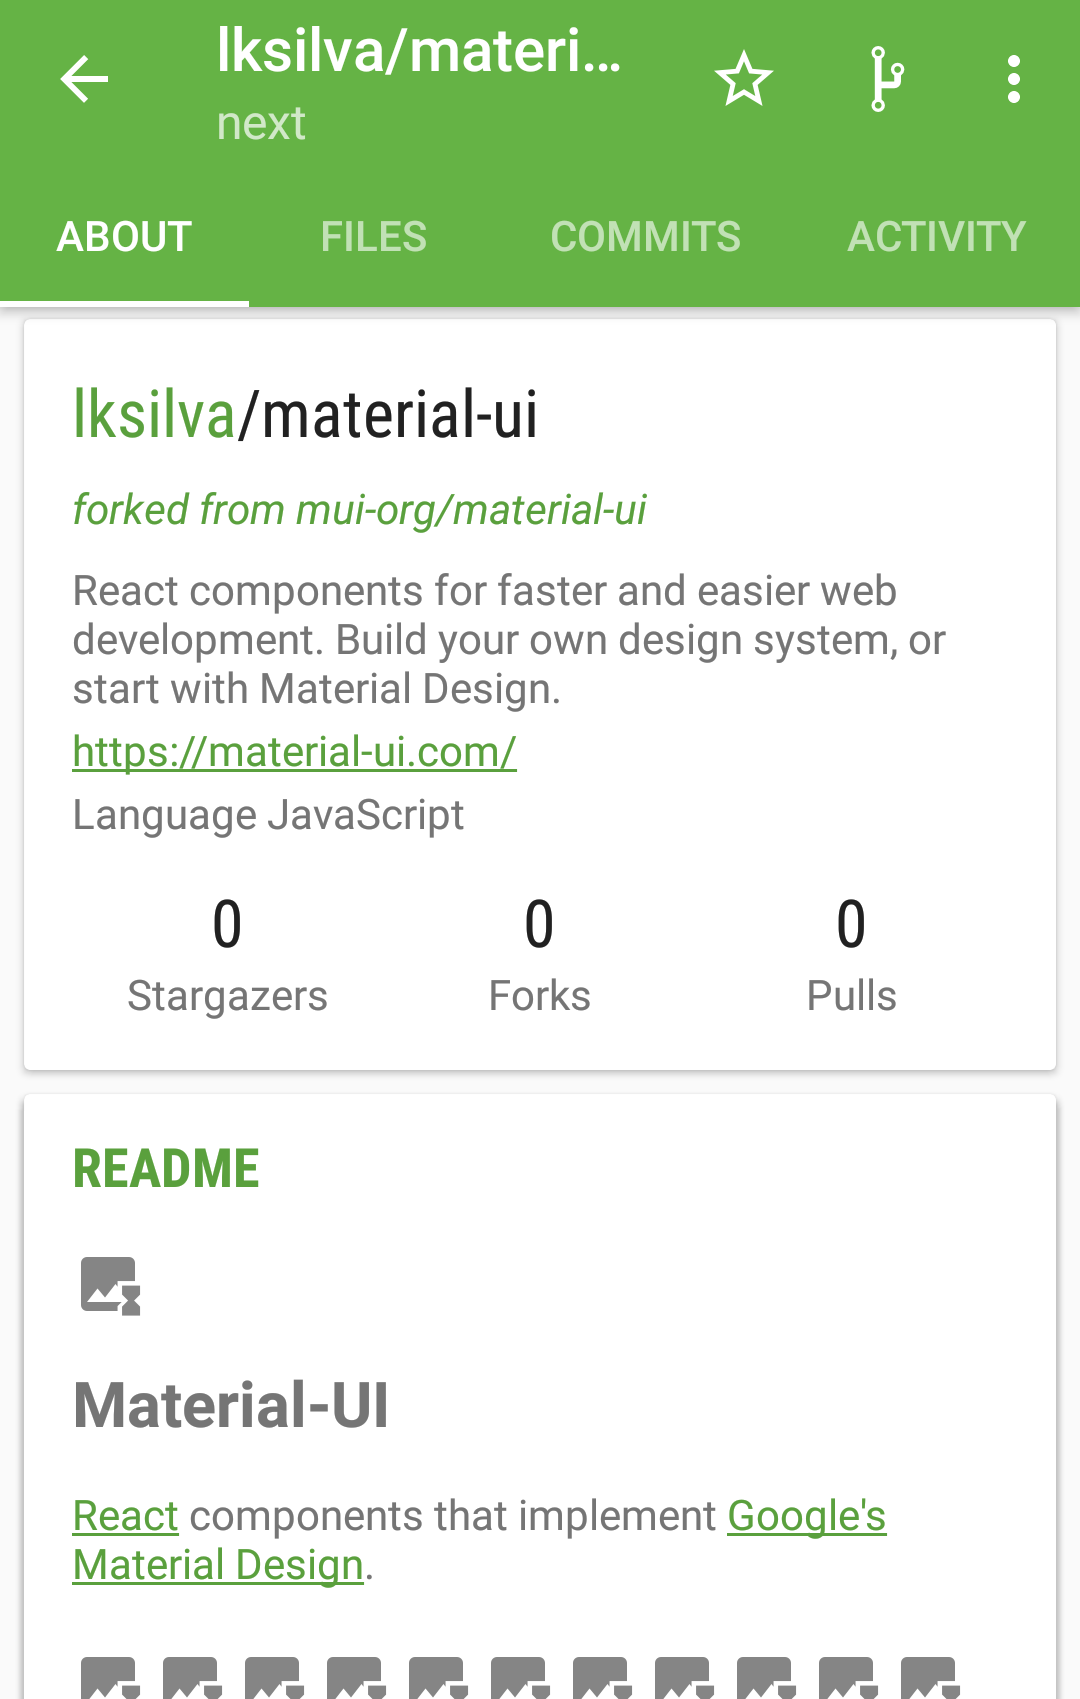 lksilva/materi...
next
ABOUT FILES COMMITS ACTIVITY
lksilva/material-ui
forked from mui-org/material-ui
React components for faster and easier web
development. Build your own design system, or
start with Material Design.
https://material-ui.com/
Language JavaScript
0 0 0
Stargazers Forks Pulls
README
Material-UI
React components that implement Google's
Material Design.